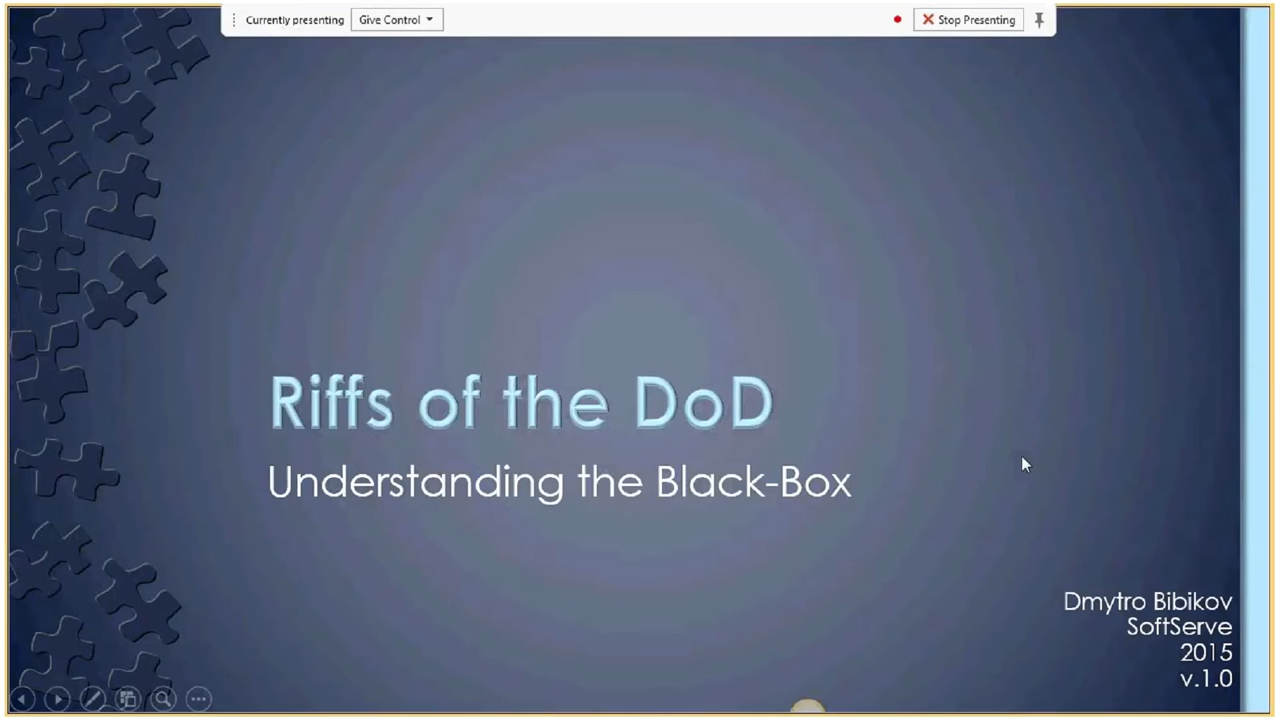 Currently presenting Give Control Stop Presenting
Riffs of the DoD
Understanding the Black-Box
Dmytro Bibikov
SoftServe
2015
v.1.0